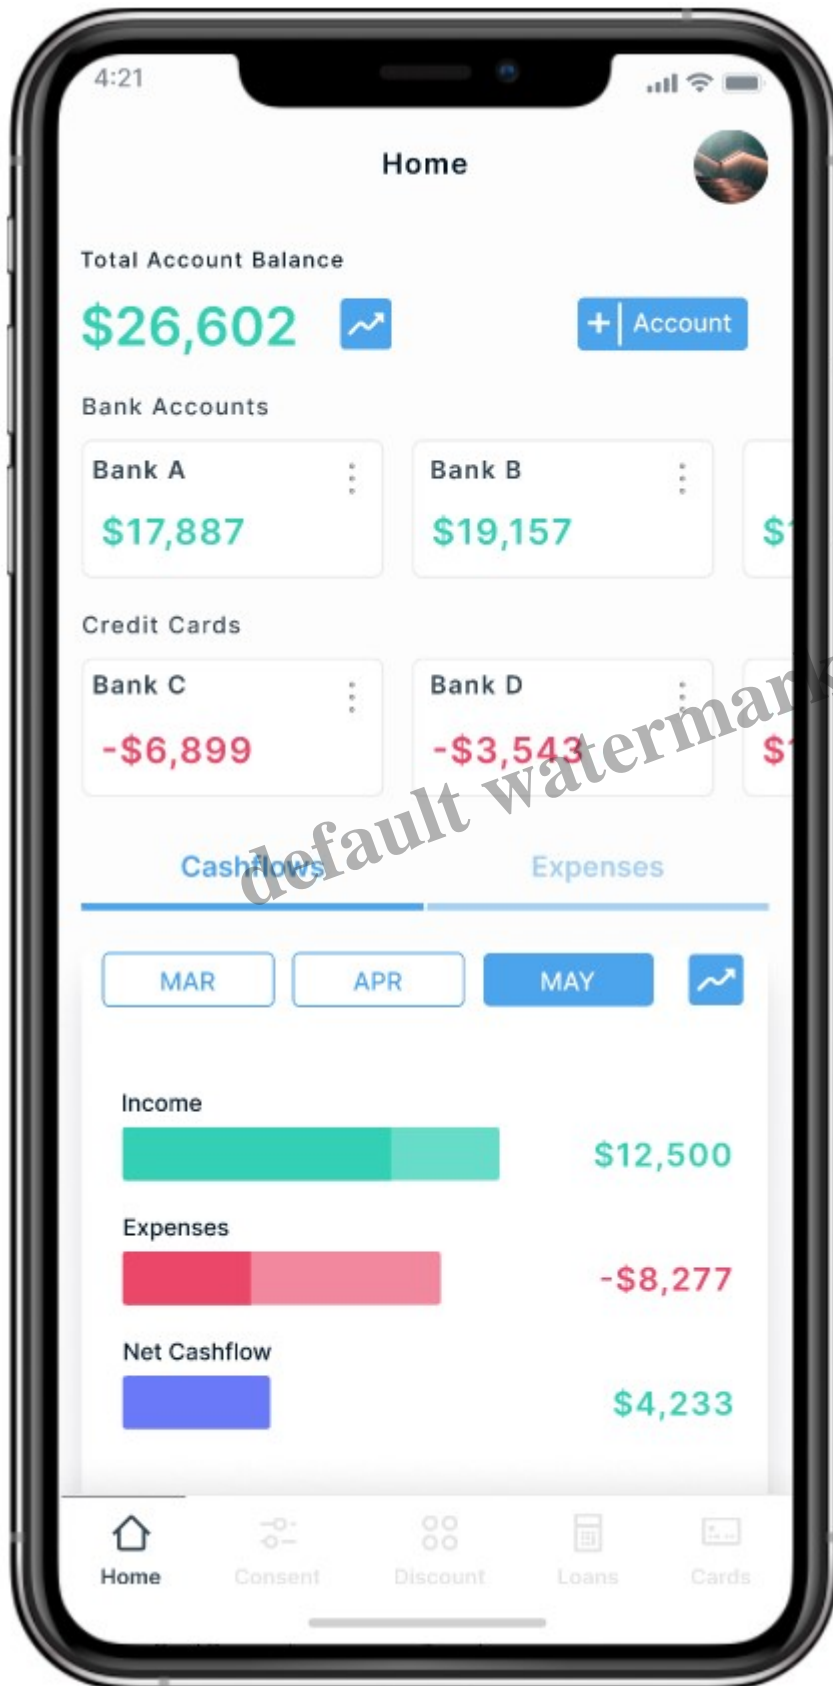 4:21
Home
Total Account Balance
$26,602
+ Account
Bank Accounts
Bank A
$17,887
Bank B
$19,157
Credit Cards
Bank C
-$6,899
Bank D
-$3,543
default watermark
Cashflows
Expenses
MAR
APR
MAY
Income
$12,500
Expenses
-$8,277
Net Cashflow
$4,233
Home
Consent
Discount
Loans
Cards